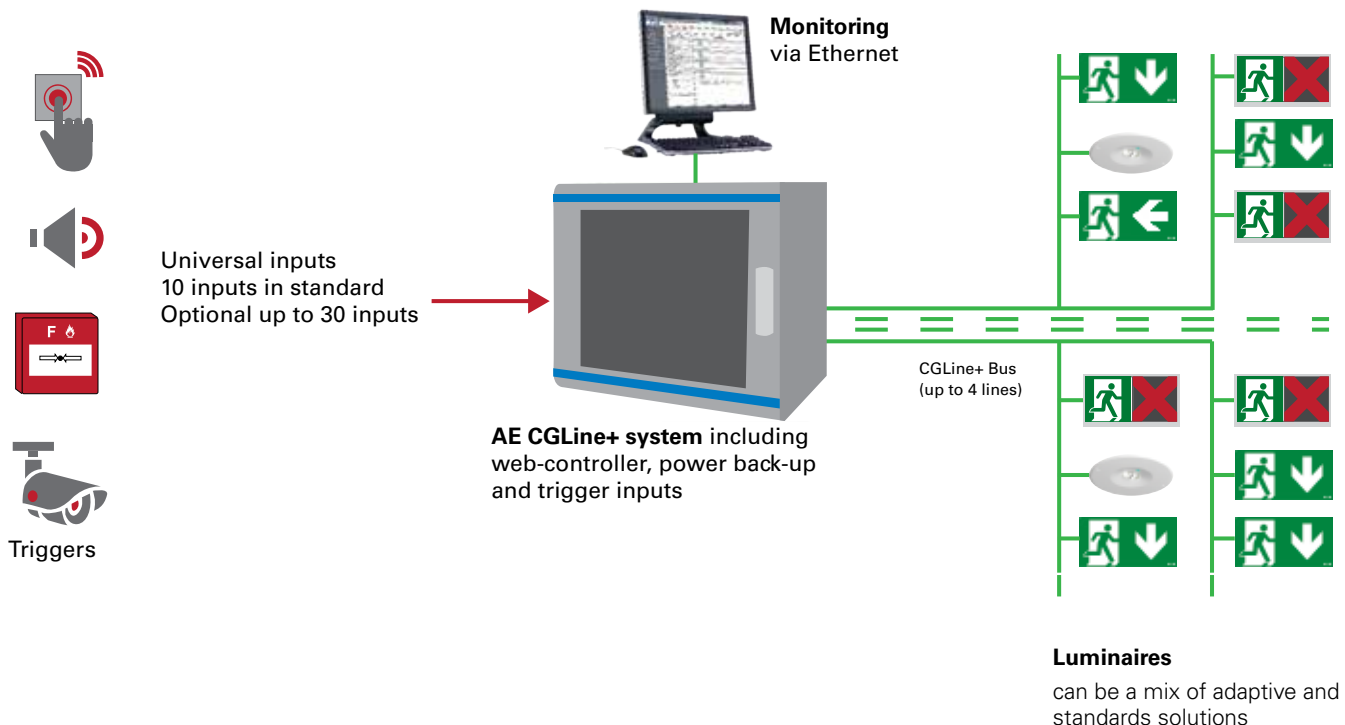 Monitoring
via Ethernet
Universal inputs
10 inputs in standard
Optional up to 30 inputs
F
CGLine+ Bus
(up to 4 lines)
AE CGLine+ system including
web-controller, power back-up
and trigger inputs
Triggers
Luminaires
can be a mix of adaptive and
standards solutions